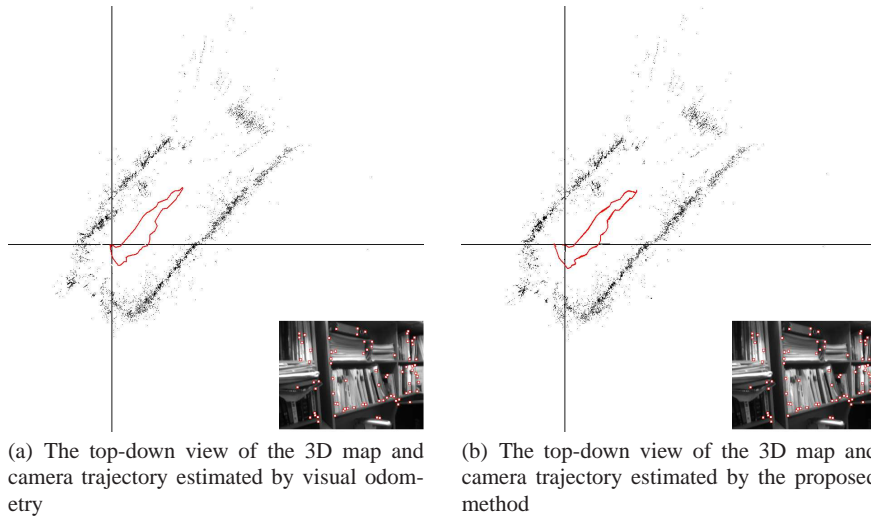 (a) The top-down view of the 3D map and
camera trajectory estimated by visual odom-
etry
(b) The top-down view of the 3D map and
camera trajectory estimated by the proposed
method